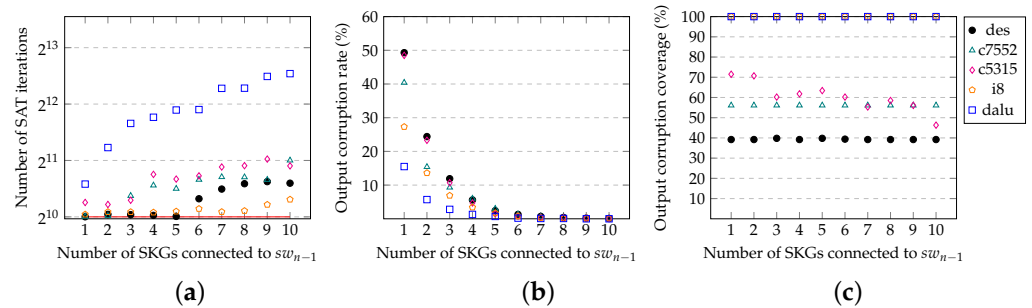 Number of SAT iterations
2^13
2^12
2^11
2^10
1 2 3 4 5 6 7 8 9 10
Number of SKGs connected to sw_{n−1}
(a)
Output corruption rate (%)
60
50
40
30
20
10
1 2 3 4 5 6 7 8 9 10
Number of SKGs connected to sw_{n−1}
(b)
Output corruption coverage (%)
100
90
80
70
60
50
40
30
20
10
1 2 3 4 5 6 7 8 9 10
Number of SKGs connected to sw_{n−1}
(c)
des
c7552
c5315
i8
dalu